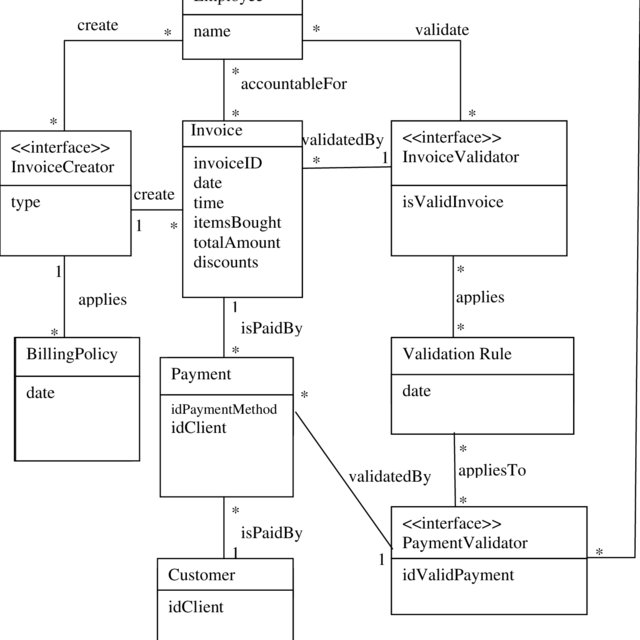 Employee
name
create
*
*
validate
*
*
accountableFor
*
*
<<interface>>
InvoiceCreator
type
create
1
*
Invoice
invoiceID
date
time
itemsBought
totalAmount
discounts
validatedBy
*
1
<<interface>>
InvoiceValidator
isValidInvoice
1
applies
*
1
isPaidBy
*
*
applies
*
BillingPolicy
date
Payment
idPaymentMethod
idClient
*
Validation Rule
date
validatedBy
1
*
appliesTo
*
*
isPaidBy
1
<<interface>>
PaymentValidator
idValidPayment
*
Customer
idClient